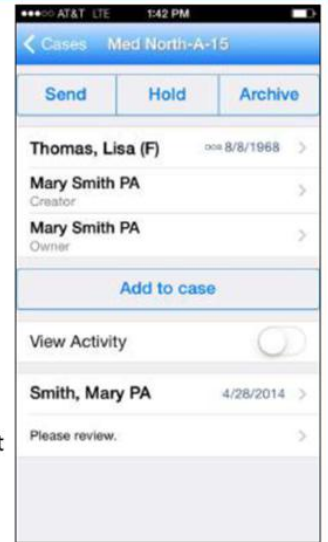 AT&T LTE 1:42 PM
Cases Med North-A-15
Send Hold Archive
Thomas, Lisa (F) DOB 8/8/1968
Mary Smith PA
Creator
Mary Smith PA
Owner
Add to case
View Activity
Smith, Mary PA 4/28/2014
t
Please review.